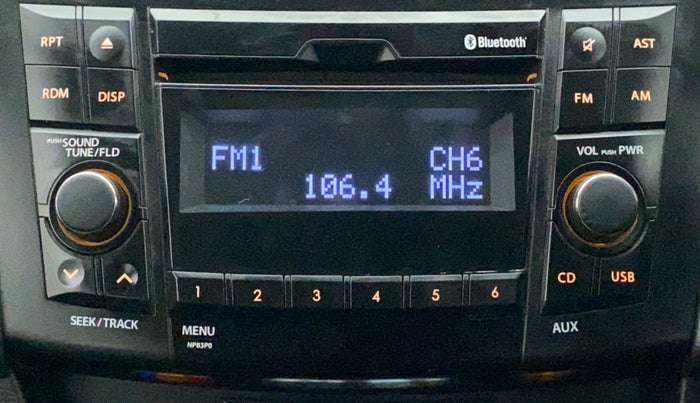 RPT
Bluetooth
AST
RDM DISP
FM AM
PUSH SOUND
TUNE/FLD
FM1 CH6
106.4 MHz
VOL PUSH PWR
1 2 3 4 5 6
CD USB
SEEK/TRACK
MENU
NP83P0
AUX